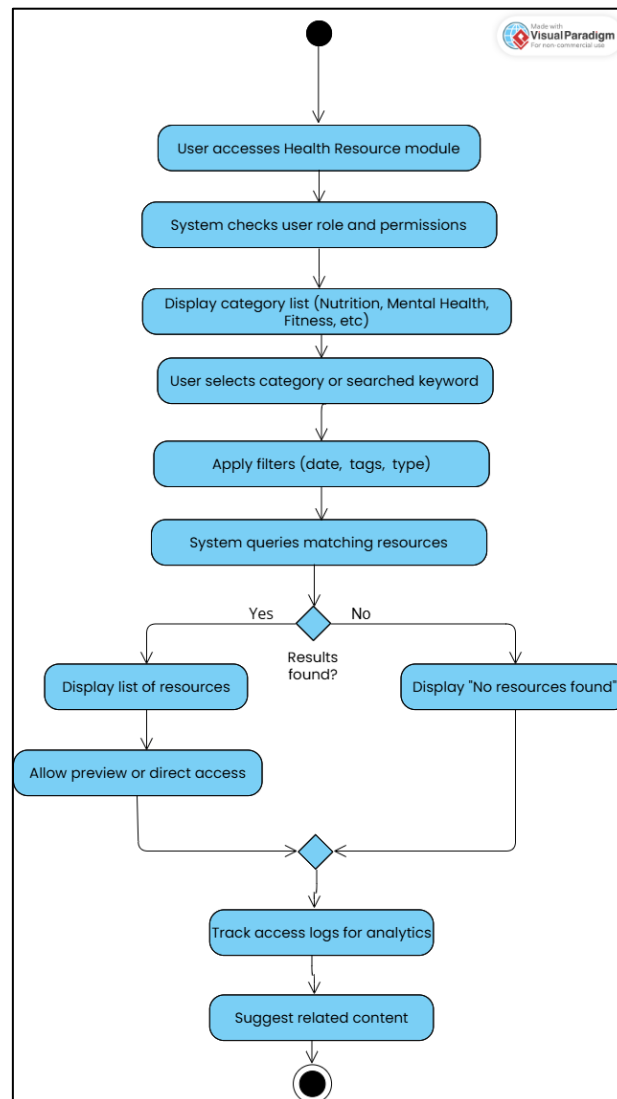 Made with
Visual Paradigm
For non-commercial use
User accesses Health Resource module
System checks user role and permissions
Display category list (Nutrition, Mental Health,
Fitness, etc)
User selects category or searched keyword
Apply filters (date, tags, type)
System queries matching resources
Yes
No
Results
found?
Display list of resources
Display "No resources found"
Allow preview or direct access
Track access logs for analytics
Suggest related content